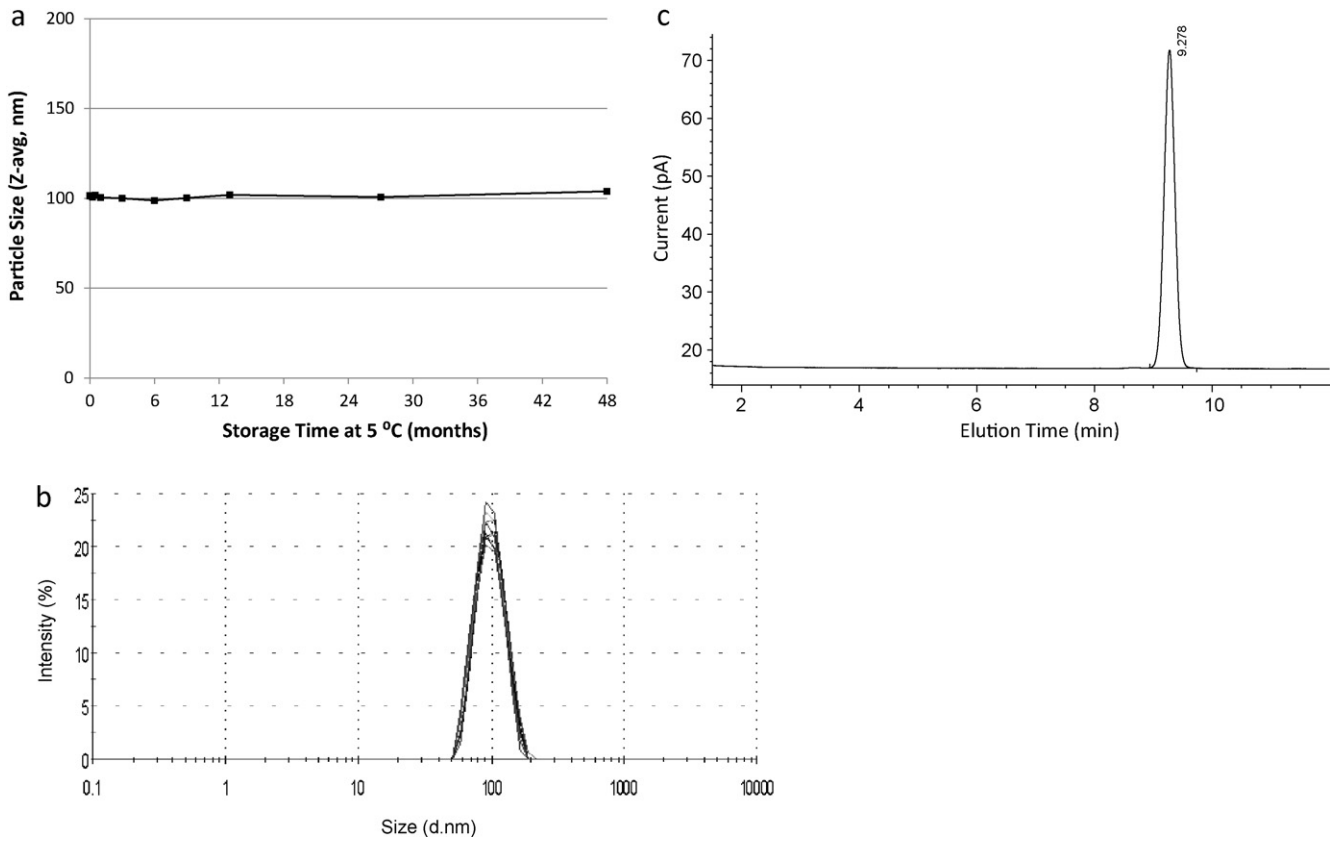 a
200
150
100
50
0
Particle Size (Z-avg, nm)
0 6 12 18 24 30 36 42 48
Storage Time at 5 ⁰C (months)
c
9.278
70
60
50
40
30
20
Current (pA)
2 4 6 8 10
Elution Time (min)
b
25
20
15
10
5
0
Intensity (%)
0.1 1 10 100 1000 10000
Size (d.nm)